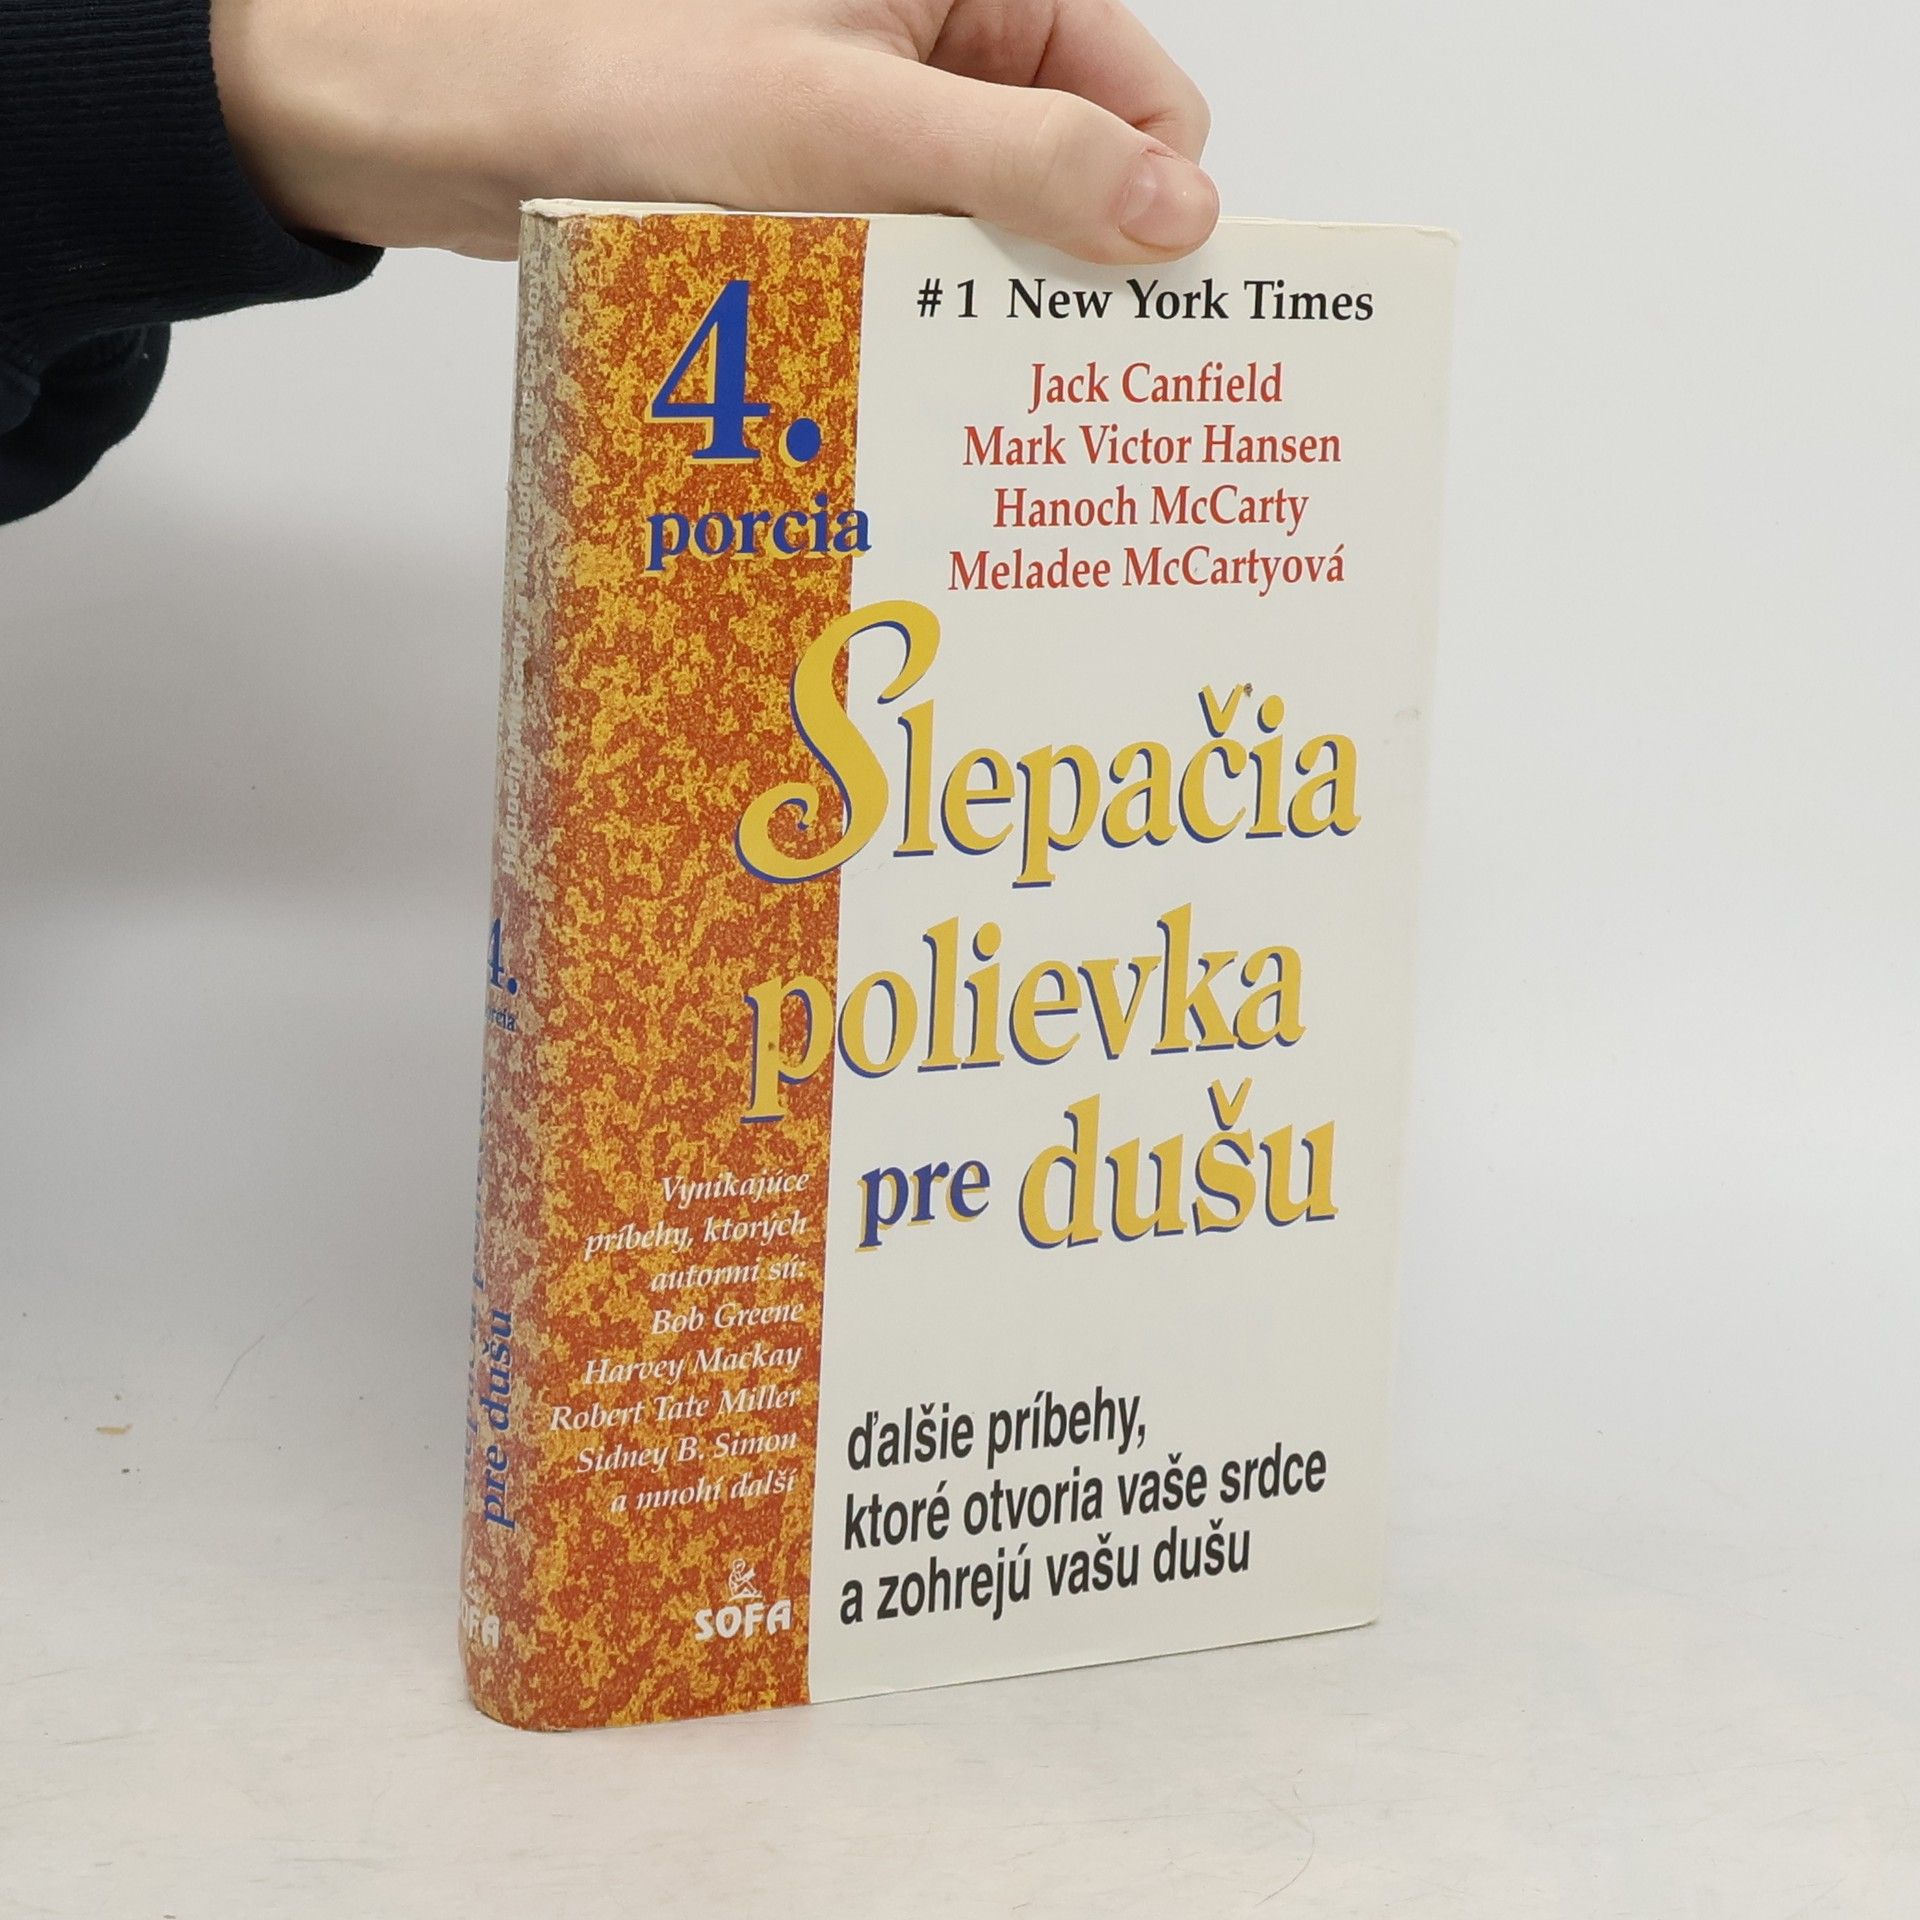 4.
porcia
# 1 New York Times
Jack Canfield
Mark Victor Hansen
Hanoch McCarty
Meladee McCartyová
Slepačia
polievka
pre dušu
Vynikajúce
príbehy, ktorých
autormi sú:
Bob Greene
Harvey Mackay
Robert Tate Miller
Sidney B. Simon
a mnohí ďalší
SOFA
ďalšie príbehy,
ktoré otvoria vaše srdce
a zohrejú vašu dušu
4.
pre dušu